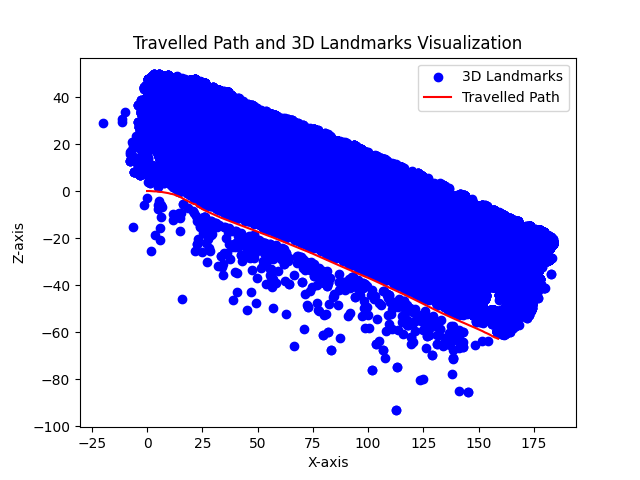 Travelled Path and 3D Landmarks Visualization
3D Landmarks
Travelled Path
40
20
0
−20
−40
−60
−80
−100
Z-axis
−25 0 25 50 75 100 125 150 175
X-axis